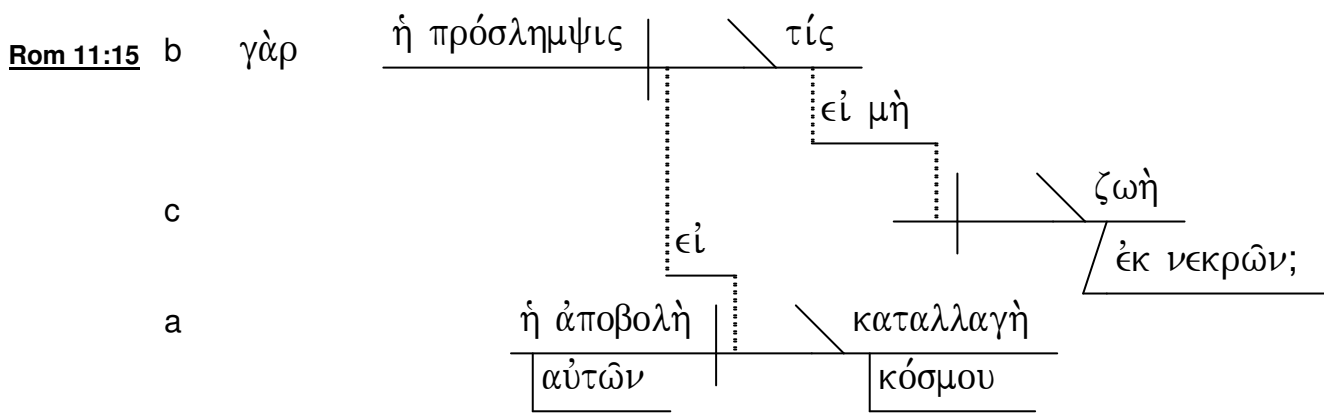 Rom 11:15 b γὰρ ἡ πρόσλημψις τίς
εἰ μὴ
c ζωὴ
εἰ ἐκ νεκρῶν;
a ἡ ἀποβολὴ καταλλαγὴ
αὐτῶν κόσμου